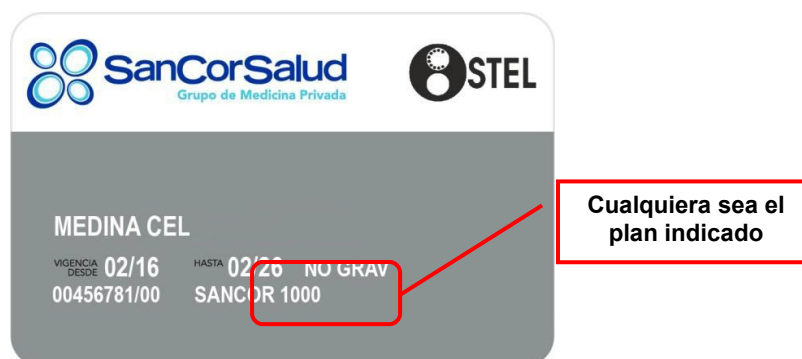 SanCorSalud
Grupo de Medicina Privada
STEL
MEDINA CEL
VIGENCIA DESDE 02/16 HASTA 02/26 NO GRAV
00456781/00 SANCOR 1000
Cualquiera sea el
plan indicado